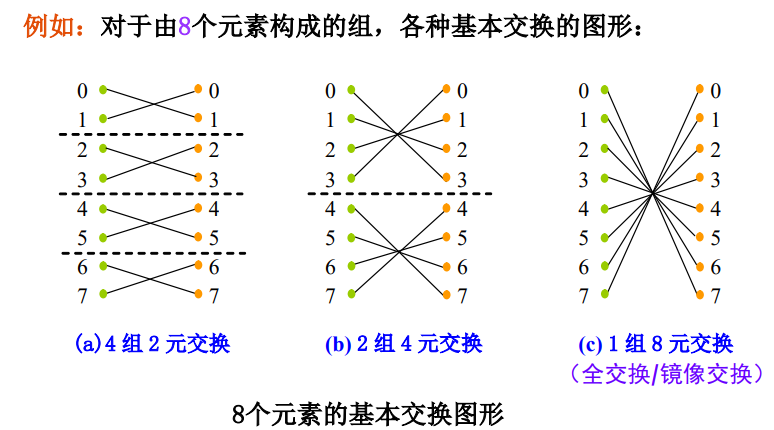 例如：对于由8个元素构成的组，各种基本交换的图形：
0 0 0 0 0 0
1 1 1 1 1 1
2 2 2 2 2 2
3 3 3 3 3 3
4 4 4 4 4 4
5 5 5 5 5 5
6 6 6 6 6 6
7 7 7 7 7 7
(a)4 组 2 元交换 (b) 2 组 4 元交换 (c) 1 组 8 元交换
（全交换/镜像交换）
8个元素的基本交换图形